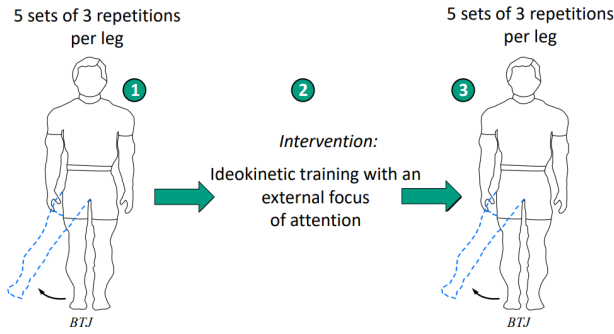 5 sets of 3 repetitions
per leg
1
BTJ
2
Intervention:
Ideokinetic training with an
external focus
of attention
5 sets of 3 repetitions
per leg
3
BTJ